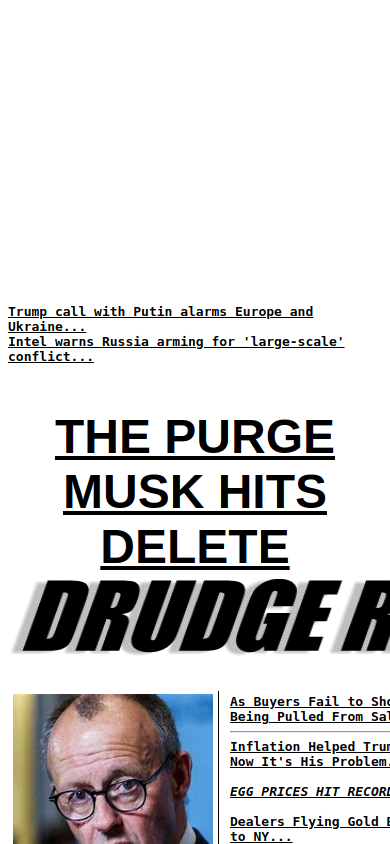 Trump call with Putin alarms Europe and
Ukraine...
Intel warns Russia arming for 'large-scale'
conflict...
THE PURGE
MUSK HITS
DELETE
DRUDGE R
As Buyers Fail to Sho
Being Pulled From Sal
Inflation Helped Trum
Now It's His Problem.
EGG PRICES HIT RECORD
Dealers Flying Gold B
to NY...